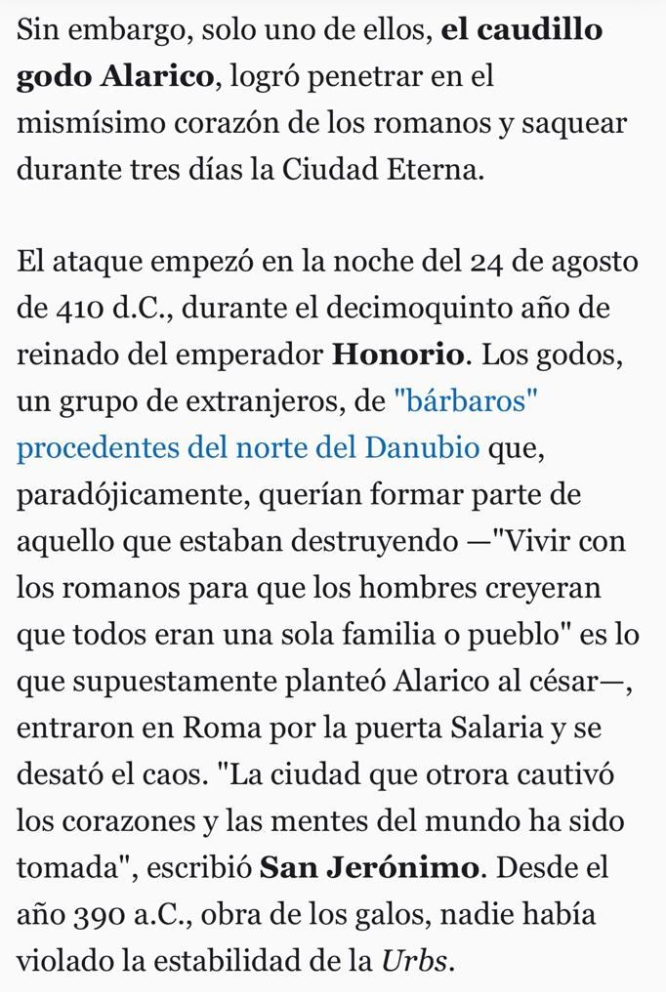 Sin embargo, solo uno de ellos, el caudillo
godo Alarico, logró penetrar en el
mismísimo corazón de los romanos y saquear
durante tres días la Ciudad Eterna.
El ataque empezó en la noche del 24 de agosto
de 410 d.C., durante el decimoquinto año de
reinado del emperador Honorio. Los godos,
un grupo de extranjeros, de "bárbaros"
procedentes del norte del Danubio que,
paradójicamente, querían formar parte de
aquello que estaban destruyendo —"Vivir con
los romanos para que los hombres creyeran
que todos eran una sola familia o pueblo" es lo
que supuestamente planteó Alarico al césar—,
entraron en Roma por la puerta Salaria y se
desató el caos. "La ciudad que otrora cautivó
los corazones y las mentes del mundo ha sido
tomada", escribió San Jerónimo. Desde el
año 390 a.C., obra de los galos, nadie había
violado la estabilidad de la Urbs.